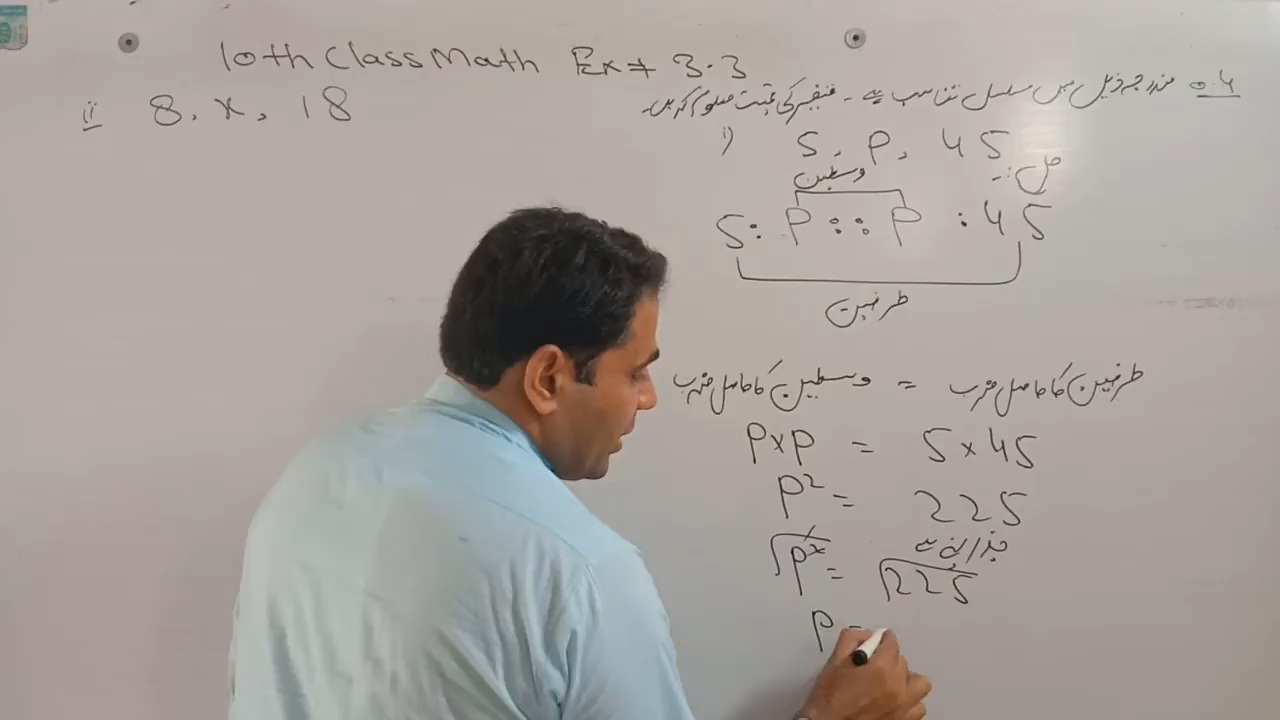 10th Class Math Ex # 3.3
Q.4 مندرجہ ذیل میں مسلسل تناسب ہے۔ متغیر کی قیمت معلوم کریں۔
i) 5, P, 45
حل:۔
وسطین
5 : P :: P : 45
طرفین
طرفین کا حاصل ضرب = وسطین کا حاصل ضرب
P×P = 5×45
P² = 225
جذر لینے سے
√P² = √225
P =
ii) 8, x, 18